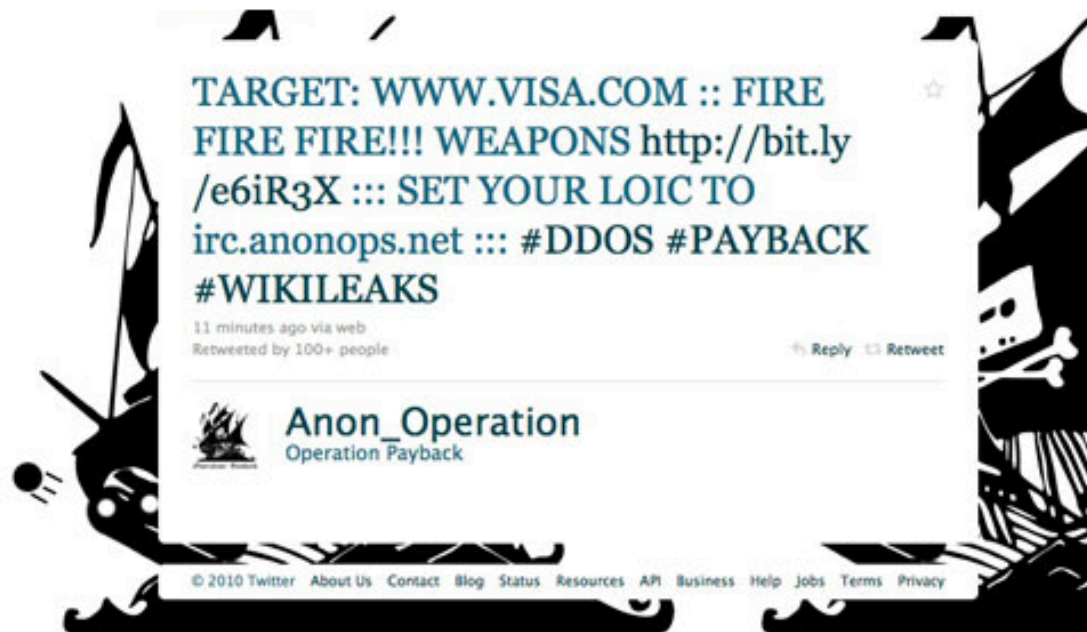 TARGET: WWW.VISA.COM :: FIRE
FIRE FIRE!!! WEAPONS http://bit.ly
/e6iR3X ::: SET YOUR LOIC TO
irc.anonops.net ::: #DDOS #PAYBACK
#WIKILEAKS
11 minutes ago via web
Retweeted by 100+ people
Reply Retweet
Anon_Operation
Operation Payback
© 2010 Twitter About Us Contact Blog Status Resources API Business Help Jobs Terms Privacy